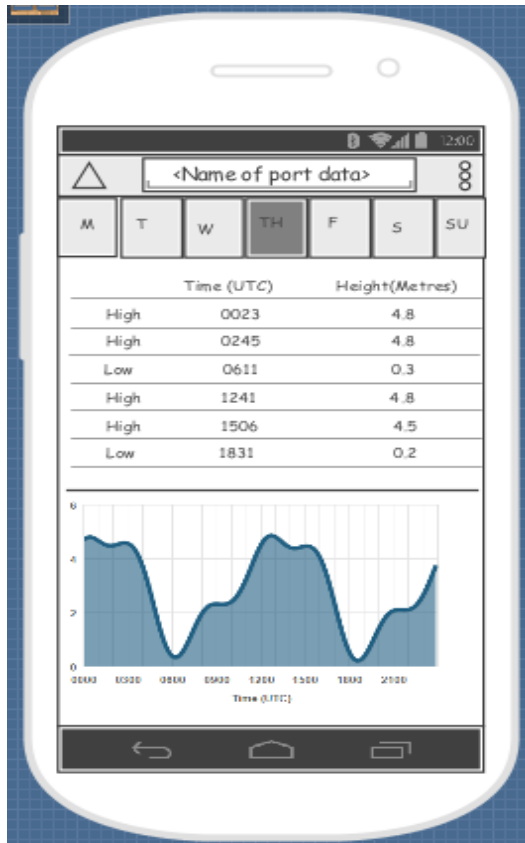 12:00
<Name of port data>
M T W TH F S SU
Time (UTC) Height(Metres)
High 0023 4.8
High 0245 4.8
Low 0611 0.3
High 1241 4.8
High 1506 4.5
Low 1831 0.2
6
4
2
0
0000 0300 0600 0900 1200 1500 1800 2100
Time (UTC)